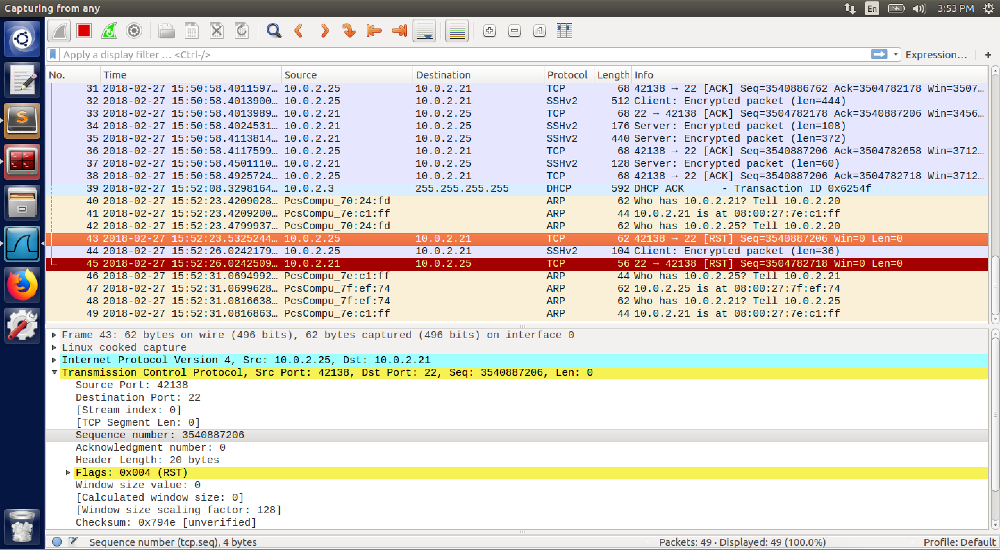 Capturing from any
En
3:53 PM
Apply a display filter … <Ctrl-/>
Expression…
+
No. Time Source Destination Protocol Length Info
31 2018-02-27 15:50:58.4011597… 10.0.2.25 10.0.2.21 TCP 68 42138 → 22 [ACK] Seq=3540886762 Ack=3504782178 Win=3507…
32 2018-02-27 15:50:58.4013900… 10.0.2.25 10.0.2.21 SSHv2 512 Client: Encrypted packet (len=444)
33 2018-02-27 15:50:58.4013989… 10.0.2.21 10.0.2.25 TCP 68 22 → 42138 [ACK] Seq=3504782178 Ack=3540887206 Win=3456…
34 2018-02-27 15:50:58.4024531… 10.0.2.21 10.0.2.25 SSHv2 176 Server: Encrypted packet (len=108)
35 2018-02-27 15:50:58.4113814… 10.0.2.21 10.0.2.25 SSHv2 440 Server: Encrypted packet (len=372)
36 2018-02-27 15:50:58.4117599… 10.0.2.25 10.0.2.21 TCP 68 42138 → 22 [ACK] Seq=3540887206 Ack=3504782658 Win=3712…
37 2018-02-27 15:50:58.4501110… 10.0.2.21 10.0.2.25 SSHv2 128 Server: Encrypted packet (len=60)
38 2018-02-27 15:50:58.4925724… 10.0.2.25 10.0.2.21 TCP 68 42138 → 22 [ACK] Seq=3540887206 Ack=3504782718 Win=3712…
39 2018-02-27 15:52:08.3298164… 10.0.2.3 255.255.255.255 DHCP 592 DHCP ACK - Transaction ID 0x6254f
40 2018-02-27 15:52:23.4209028… PcsCompu_70:24:fd ARP 62 Who has 10.0.2.21? Tell 10.0.2.20
41 2018-02-27 15:52:23.4209200… PcsCompu_7e:c1:ff ARP 44 10.0.2.21 is at 08:00:27:7e:c1:ff
42 2018-02-27 15:52:23.4799937… PcsCompu_70:24:fd ARP 62 Who has 10.0.2.25? Tell 10.0.2.20
43 2018-02-27 15:52:23.5325244… 10.0.2.25 10.0.2.21 TCP 62 42138 → 22 [RST] Seq=3540887206 Win=0 Len=0
44 2018-02-27 15:52:26.0242179… 10.0.2.25 10.0.2.21 SSHv2 104 Client: Encrypted packet (len=36)
45 2018-02-27 15:52:26.0242509… 10.0.2.21 10.0.2.25 TCP 56 22 → 42138 [RST] Seq=3504782718 Win=0 Len=0
46 2018-02-27 15:52:31.0694992… PcsCompu_7e:c1:ff ARP 44 Who has 10.0.2.25? Tell 10.0.2.21
47 2018-02-27 15:52:31.0699628… PcsCompu_7f:ef:74 ARP 62 10.0.2.25 is at 08:00:27:7f:ef:74
48 2018-02-27 15:52:31.0816638… PcsCompu_7f:ef:74 ARP 62 Who has 10.0.2.21? Tell 10.0.2.25
49 2018-02-27 15:52:31.0816863… PcsCompu_7e:c1:ff ARP 44 10.0.2.21 is at 08:00:27:7e:c1:ff
Frame 43: 62 bytes on wire (496 bits), 62 bytes captured (496 bits) on interface 0
Linux cooked capture
Internet Protocol Version 4, Src: 10.0.2.25, Dst: 10.0.2.21
Transmission Control Protocol, Src Port: 42138, Dst Port: 22, Seq: 3540887206, Len: 0
Source Port: 42138
Destination Port: 22
[Stream index: 0]
[TCP Segment Len: 0]
Sequence number: 3540887206
Acknowledgment number: 0
Header Length: 20 bytes
Flags: 0x004 (RST)
Window size value: 0
[Calculated window size: 0]
[Window size scaling factor: 128]
Checksum: 0x794e [unverified]
Sequence number (tcp.seq), 4 bytes
Packets: 49 · Displayed: 49 (100.0%)
Profile: Default